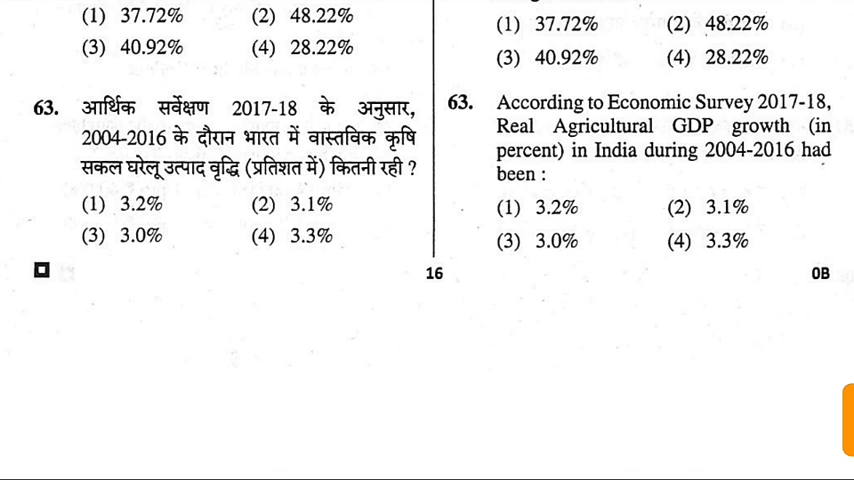 (1) 37.72% (2) 48.22%
(3) 40.92% (4) 28.22%
63. आर्थिक सर्वेक्षण 2017-18 के अनुसार,
2004-2016 के दौरान भारत में वास्तविक कृषि
सकल घरेलू उत्पाद वृद्धि (प्रतिशत में) कितनी रही ?
(1) 3.2% (2) 3.1%
(3) 3.0% (4) 3.3%
(1) 37.72% (2) 48.22%
(3) 40.92% (4) 28.22%
63. According to Economic Survey 2017-18,
Real Agricultural GDP growth (in
percent) in India during 2004-2016 had
been :
(1) 3.2% (2) 3.1%
(3) 3.0% (4) 3.3%
16
0B